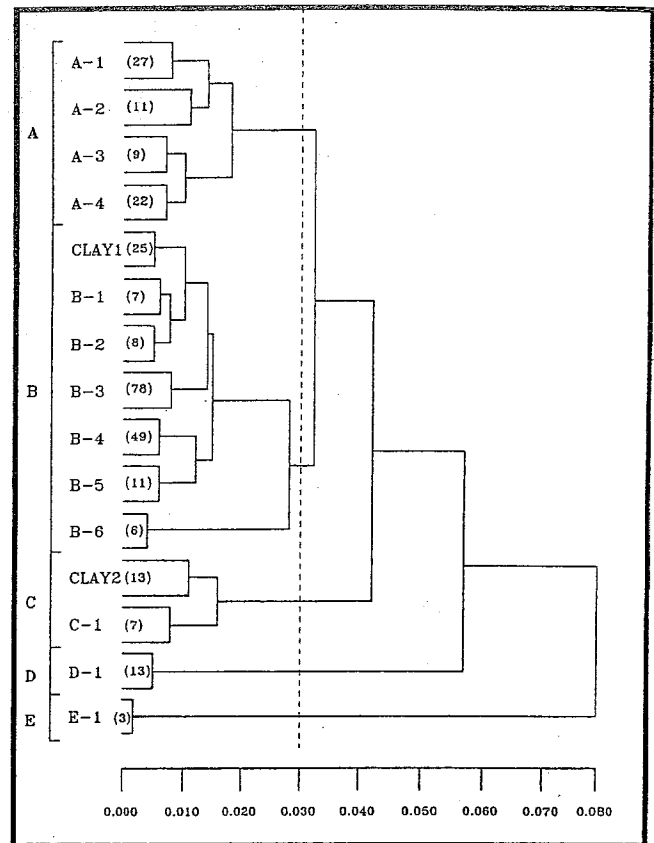 A
A-1 (27)
A-2 (11)
A-3 (9)
A-4 (22)
B
CLAY1 (25)
B-1 (7)
B-2 (8)
B-3 (78)
B-4 (49)
B-5 (11)
B-6 (6)
C
CLAY2 (13)
C-1 (7)
D
D-1 (13)
E
E-1 (3)
0.000 0.010 0.020 0.030 0.040 0.050 0.060 0.070 0.080